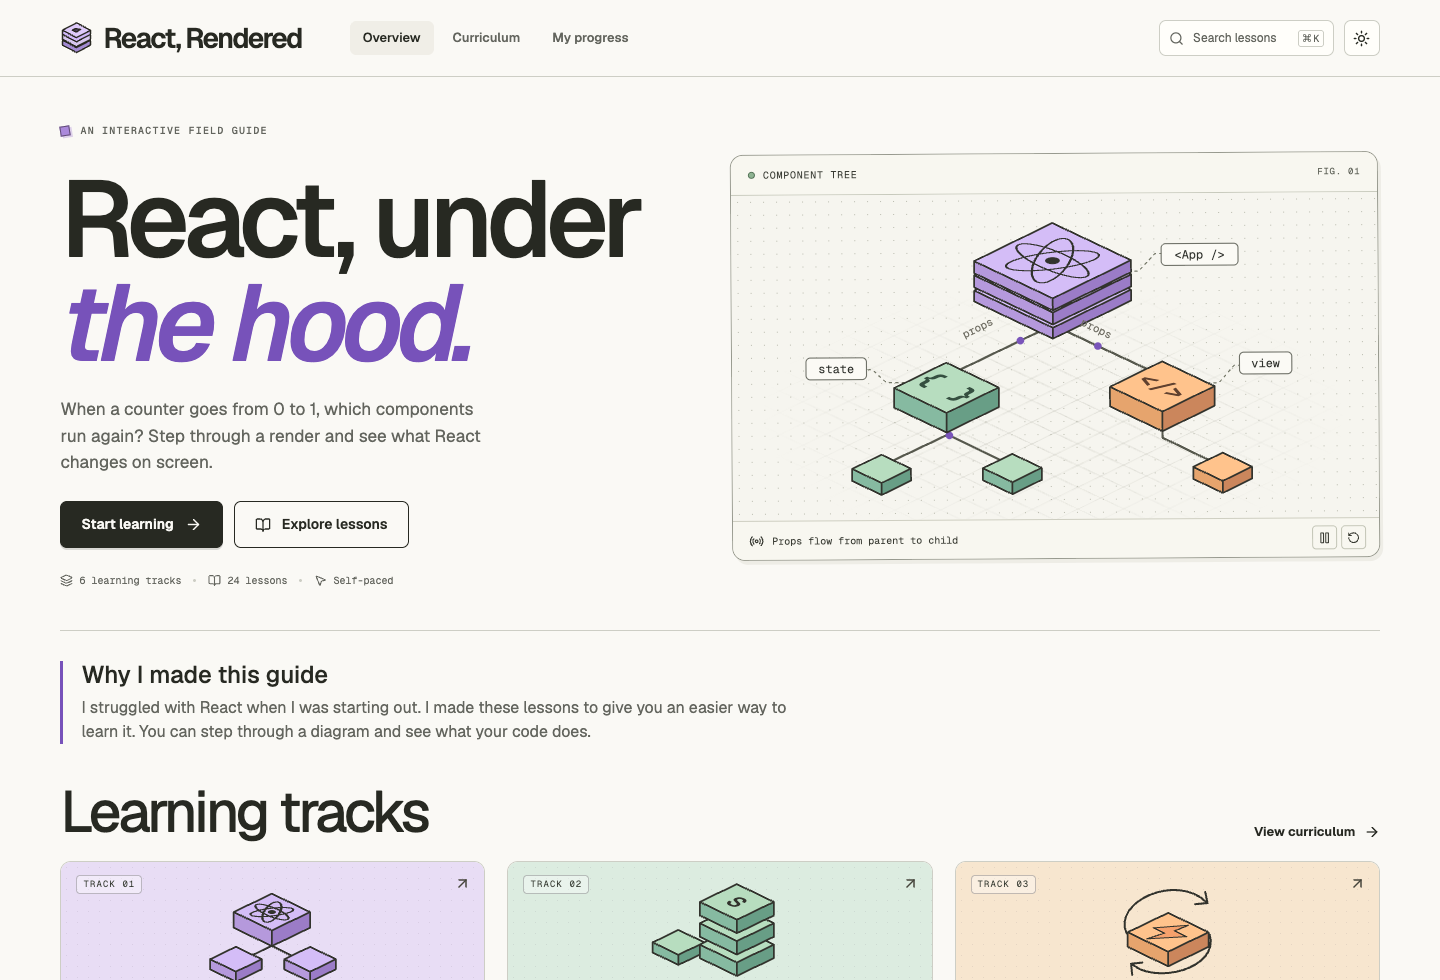 React, Rendered
Overview
Curriculum
My progress
Search lessons
⌘K
AN INTERACTIVE FIELD GUIDE
React, under
the hood.
When a counter goes from 0 to 1, which components
run again? Step through a render and see what React
changes on screen.
Start learning
Explore lessons
6 learning tracks • 24 lessons • Self-paced
COMPONENT TREE
FIG. 01
<App />
props
props
state
{ }
</>
view
Props flow from parent to child
Why I made this guide
I struggled with React when I was starting out. I made these lessons to give you an easier way to
learn it. You can step through a diagram and see what your code does.
Learning tracks
View curriculum
TRACK 01
TRACK 02
S
TRACK 03